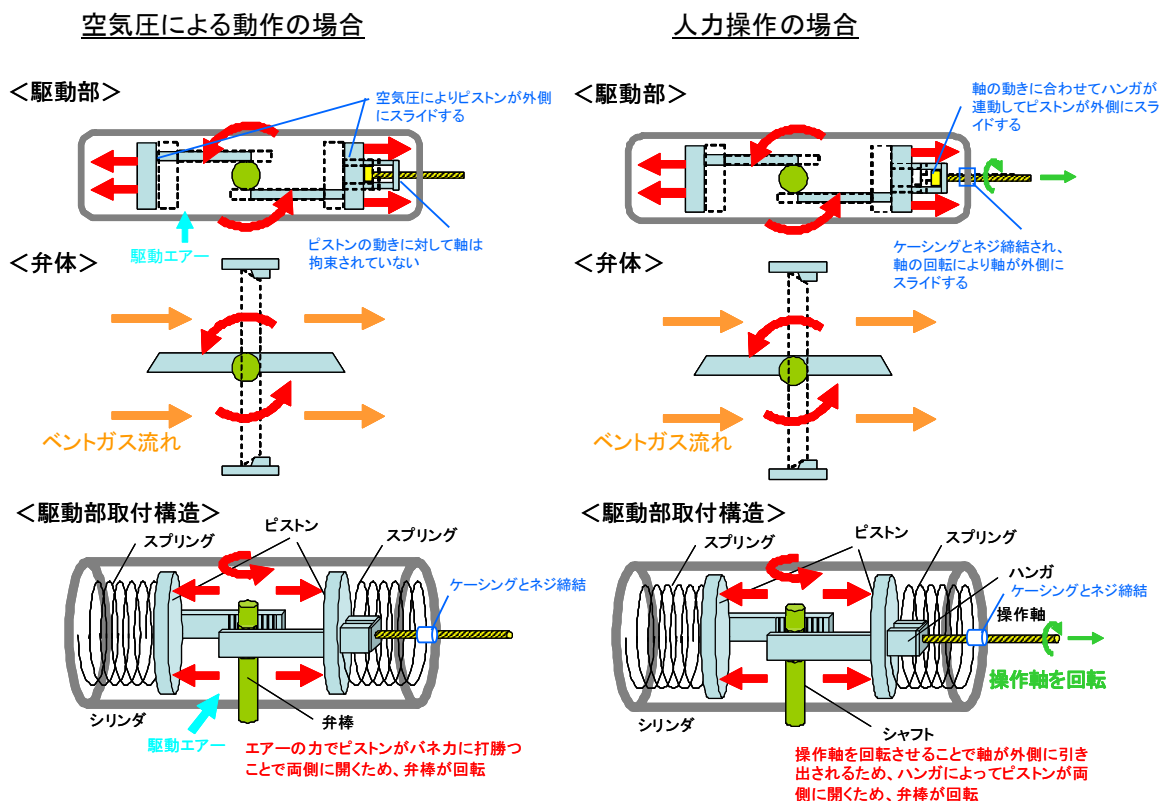 空気圧による動作の場合
＜駆動部＞
空気圧によりピストンが外側
にスライドする
駆動エアー
ピストンの動きに対して軸は
拘束されていない
＜弁体＞
ベントガス流れ
＜駆動部取付構造＞
スプリング
ピストン
スプリング
ケーシングとネジ締結
シリンダ
駆動エアー
弁棒
エアーの力でピストンがバネ力に打勝つ
ことで両側に開くため、弁棒が回転
人力操作の場合
＜駆動部＞
軸の動きに合わせてハンガが
連動してピストンが外側にスラ
イドする
ケーシングとネジ締結され、
軸の回転により軸が外側に
スライドする
＜弁体＞
ベントガス流れ
＜駆動部取付構造＞
スプリング
ピストン
スプリング
ハンガ
ケーシングとネジ締結
操作軸
操作軸を回転
シリンダ
シャフト
操作軸を回転させることで軸が外側に引き
出されるため、ハンガによってピストンが両
側に開くため、弁棒が回転